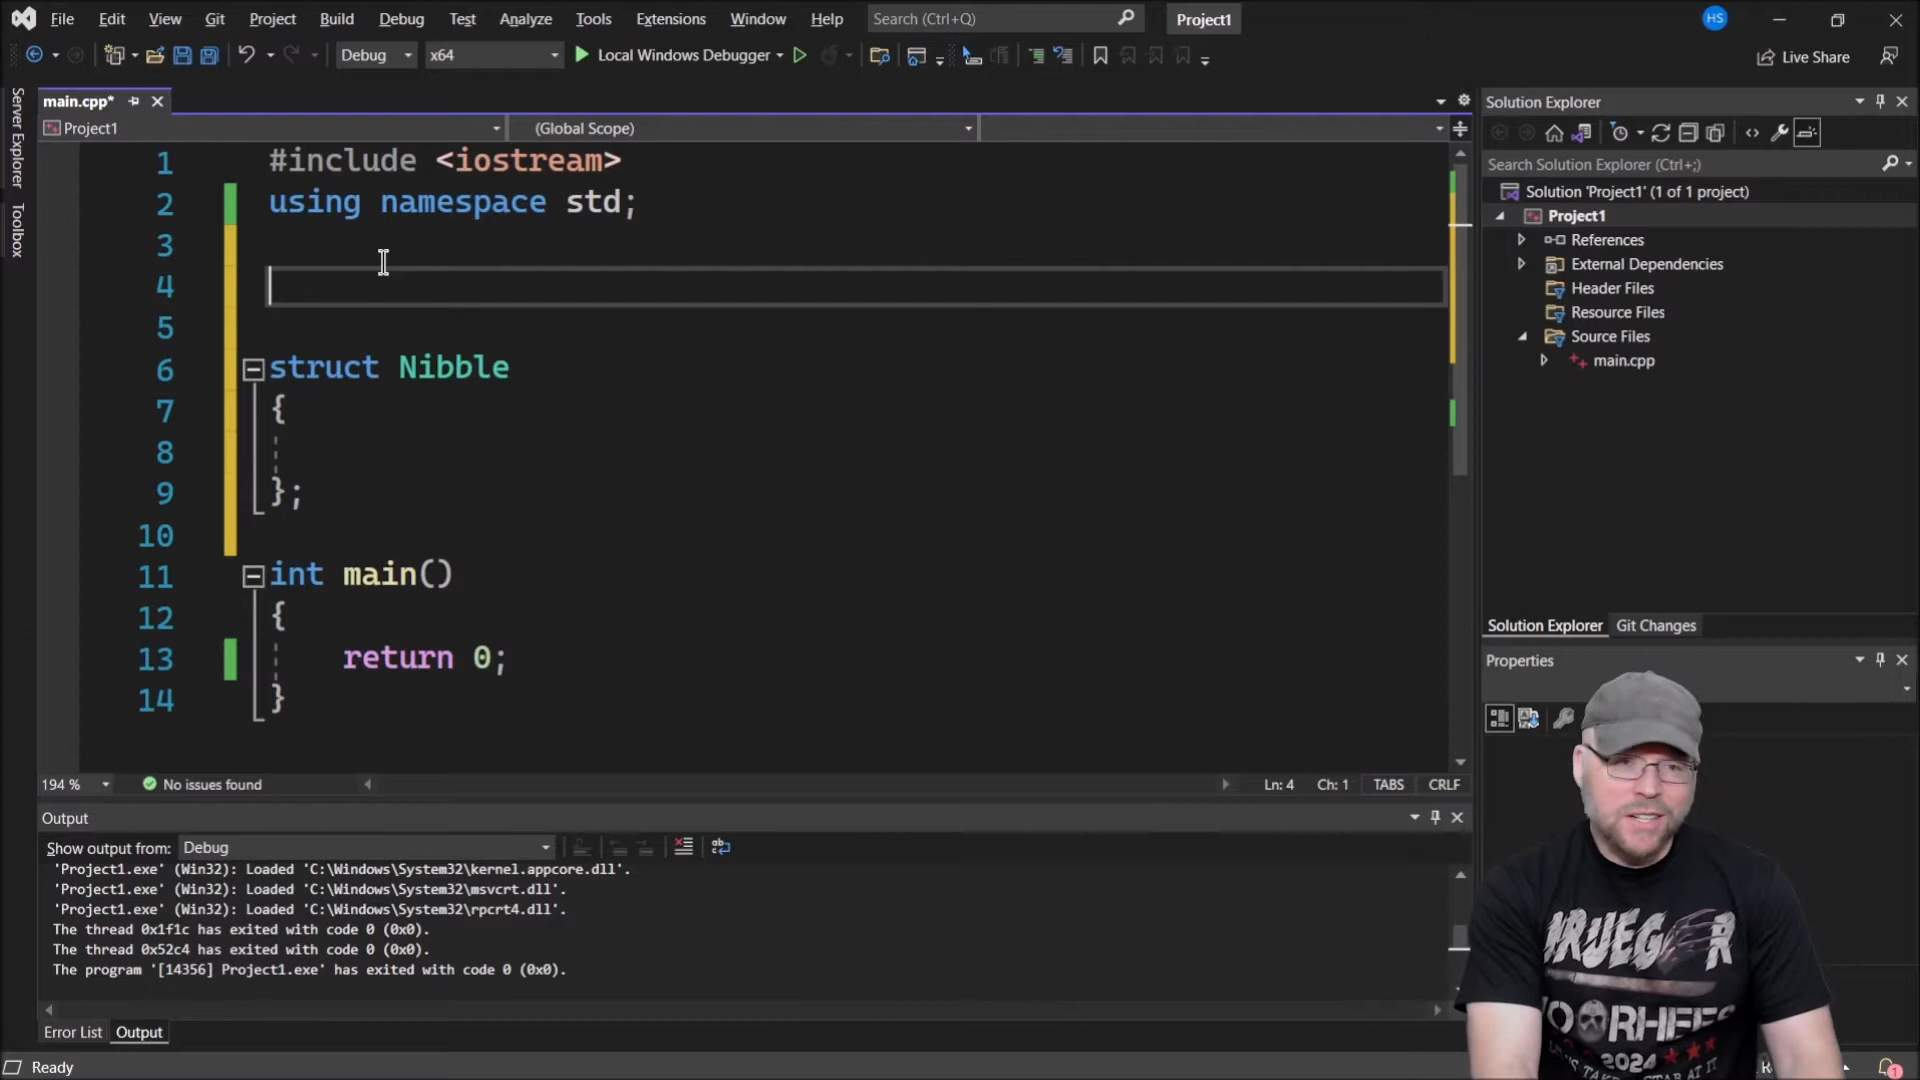 File Edit View Git Project Build Debug Test Analyze Tools Extensions Window Help Search (Ctrl+Q) Project1 HS
Debug x64 Local Windows Debugger Live Share
Server Explorer
Toolbox
main.cpp*
Project1 (Global Scope)
1 #include <iostream>
2 using namespace std;
3
4
5
6 struct Nibble
7 {
8
9 };
10
11 int main()
12 {
13 return 0;
14 }
194 % No issues found Ln: 4 Ch: 1 TABS CRLF
Output
Show output from: Debug
'Project1.exe' (Win32): Loaded 'C:\Windows\System32\kernel.appcore.dll'.
'Project1.exe' (Win32): Loaded 'C:\Windows\System32\msvcrt.dll'.
'Project1.exe' (Win32): Loaded 'C:\Windows\System32\rpcrt4.dll'.
The thread 0x1f1c has exited with code 0 (0x0).
The thread 0x52c4 has exited with code 0 (0x0).
The program '[14356] Project1.exe' has exited with code 0 (0x0).
Error List Output
Ready
Solution Explorer
Search Solution Explorer (Ctrl+;)
Solution 'Project1' (1 of 1 project)
Project1
References
External Dependencies
Header Files
Resource Files
Source Files
main.cpp
Solution Explorer Git Changes
Properties
KRUEGER
VOORHEES
2024
1